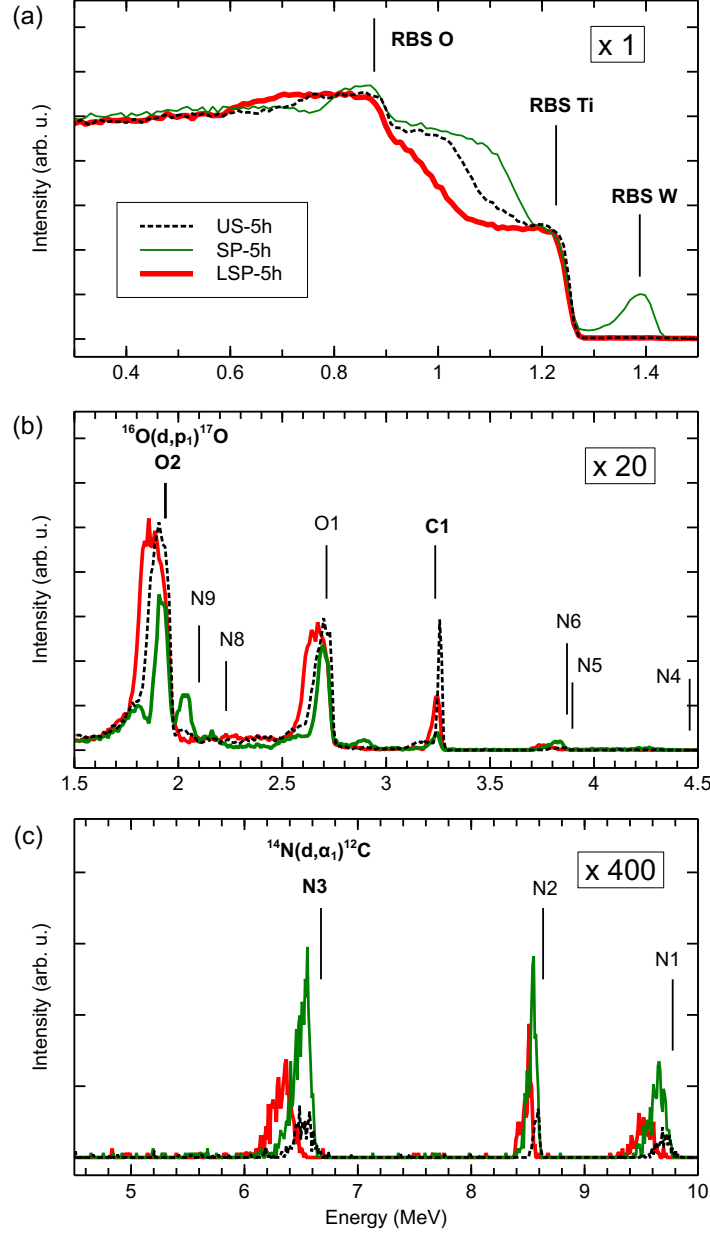 (a)
RBS O
x 1
RBS Ti
RBS W
Intensity (arb. u.)
US-5h
SP-5h
LSP-5h
0.4 0.6 0.8 1 1.2 1.4
(b)
¹⁶O(d,p₁)¹⁷O
O2
x 20
O1
C1
N9
N8
N6
N5
N4
Intensity (arb. u.)
1.5 2 2.5 3 3.5 4 4.5
(c)
¹⁴N(d,α₁)¹²C
x 400
N3
N2
N1
Intensity (arb. u.)
5 6 7 8 9 10
Energy (MeV)